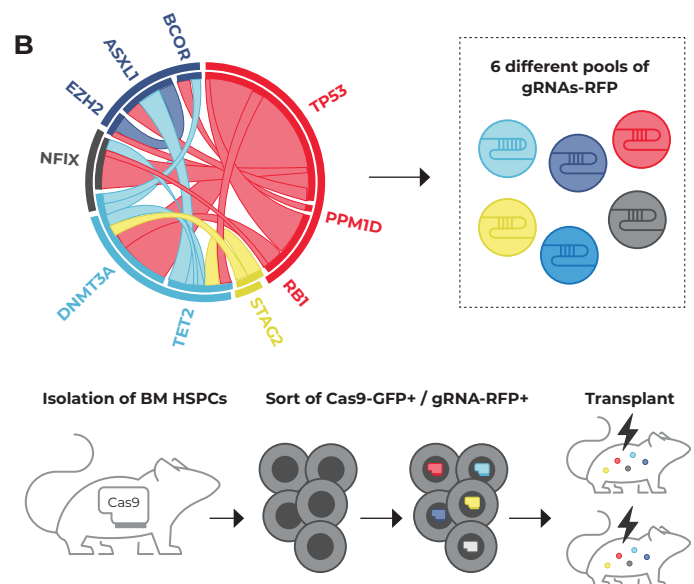 B
BCOR
ASXL1
EZH2
NFIX
DNMT3A
TET2
STAG2
RB1
PPM1D
TP53
6 different pools of
gRNAs-RFP
Isolation of BM HSPCs
Sort of Cas9-GFP+ / gRNA-RFP+
Transplant
Cas9